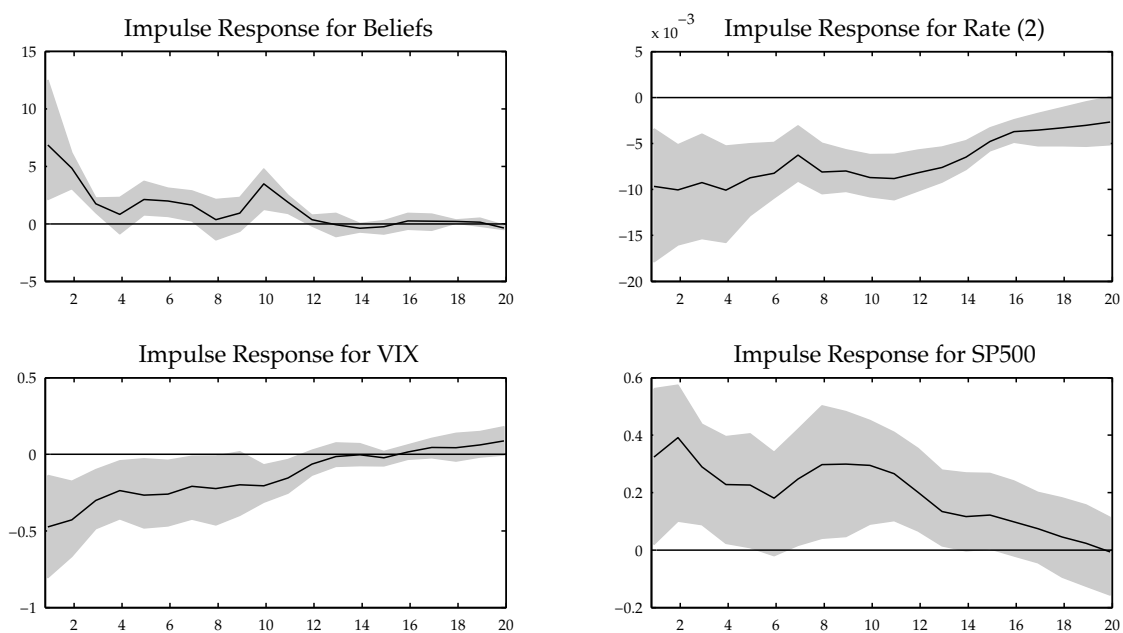 Impulse Response for Beliefs
15
10
5
0
−5
2 4 6 8 10 12 14 16 18 20
x 10−3 Impulse Response for Rate (2)
5
0
−5
−10
−15
−20
2 4 6 8 10 12 14 16 18 20
Impulse Response for VIX
0.5
0
−0.5
−1
2 4 6 8 10 12 14 16 18 20
Impulse Response for SP500
0.6
0.4
0.2
0
−0.2
2 4 6 8 10 12 14 16 18 20